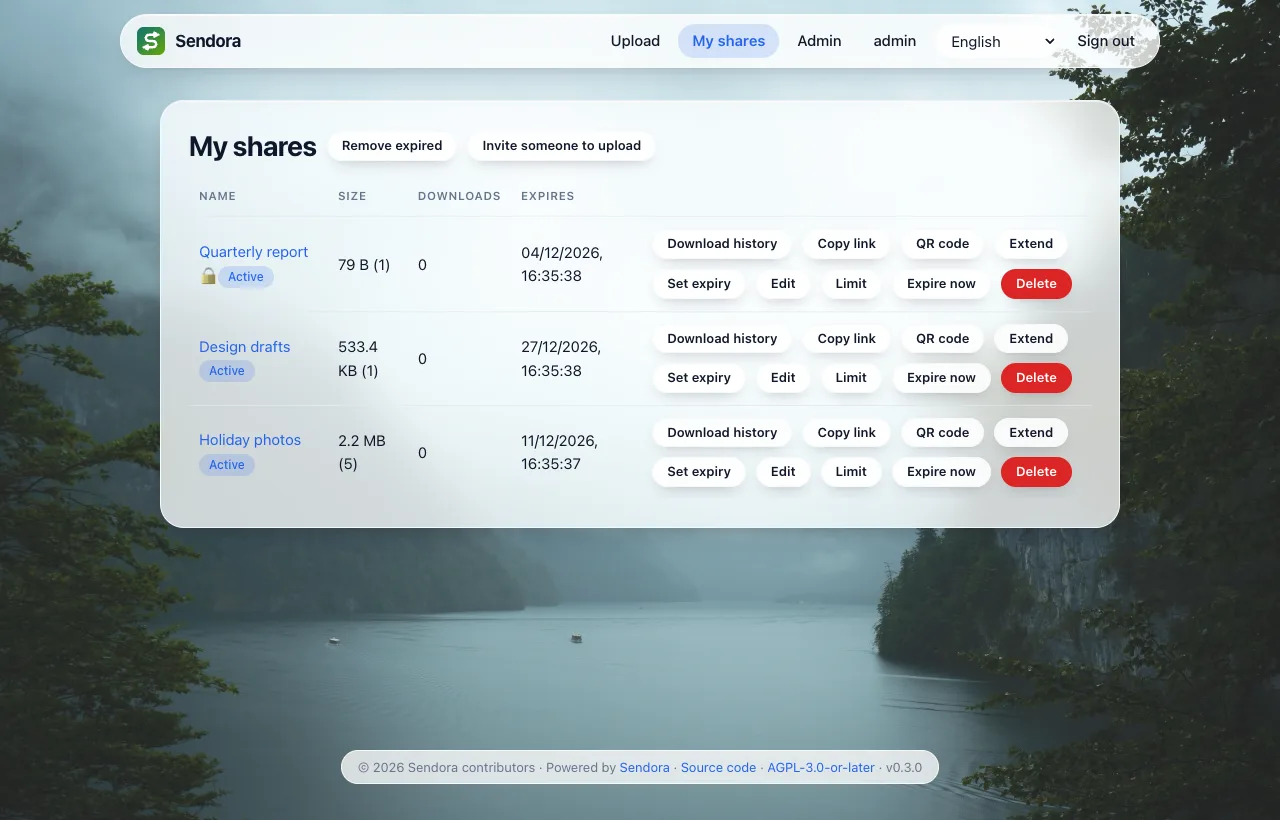 Sendora Upload My shares Admin admin English Sign out
My shares Remove expired Invite someone to upload
NAME SIZE DOWNLOADS EXPIRES
Quarterly report
Active
79 B (1)
0
04/12/2026,
16:35:38
Download history Copy link QR code Extend
Set expiry Edit Limit Expire now Delete
Design drafts
Active
533.4
KB (1)
0
27/12/2026,
16:35:38
Download history Copy link QR code Extend
Set expiry Edit Limit Expire now Delete
Holiday photos
Active
2.2 MB
(5)
0
11/12/2026,
16:35:37
Download history Copy link QR code Extend
Set expiry Edit Limit Expire now Delete
© 2026 Sendora contributors · Powered by Sendora · Source code · AGPL-3.0-or-later · v0.3.0